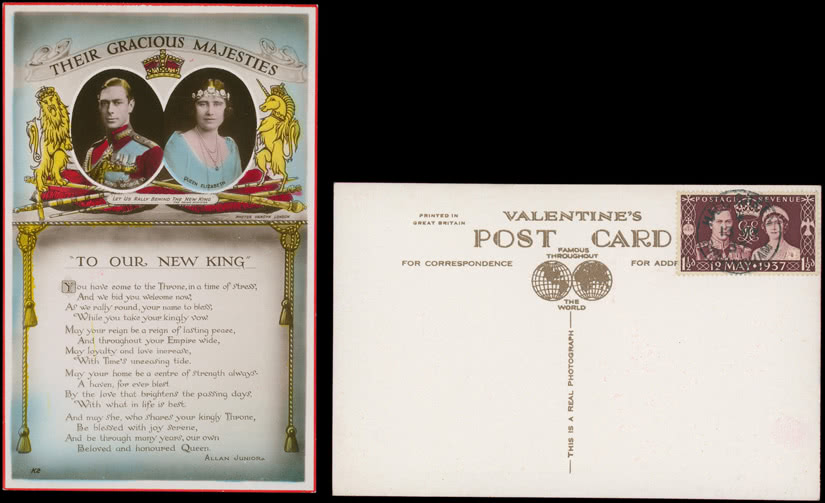 THEIR GRACIOUS MAJESTIES
QUEEN ELIZABETH
LET US RALLY BEHIND THE NEW KING
PHOTOS VANDYK LONDON
"TO OUR, NEW KING"
You have come to the Throne, in a time of stress,
And we bid you welcome now,
As we rally round, your name to bless,
While you take your kingly vow.
May your reign be a reign of lasting peace,
And throughout your Empire wide,
May loyalty and love increase,
With Time's unceasing tide.
May your home be a centre of strength always-
A haven, for ever blest
By the love that brightens the passing days,
With what in life is best.
And may she, who shares your kingly Throne,
Be blessed with joy serene,
And be through many years, our own
Beloved and honoured Queen.
ALLAN JUNIOR.
K2
PRINTED IN
GREAT BRITAIN
VALENTINE'S
POST CARD
FOR CORRESPONDENCE
FAMOUS
THROUGHOUT
THE
WORLD
FOR ADD
THIS IS A REAL PHOTOGRAPH
POSTAGE REVENUE
1½ 12 MAY · 1937 1½